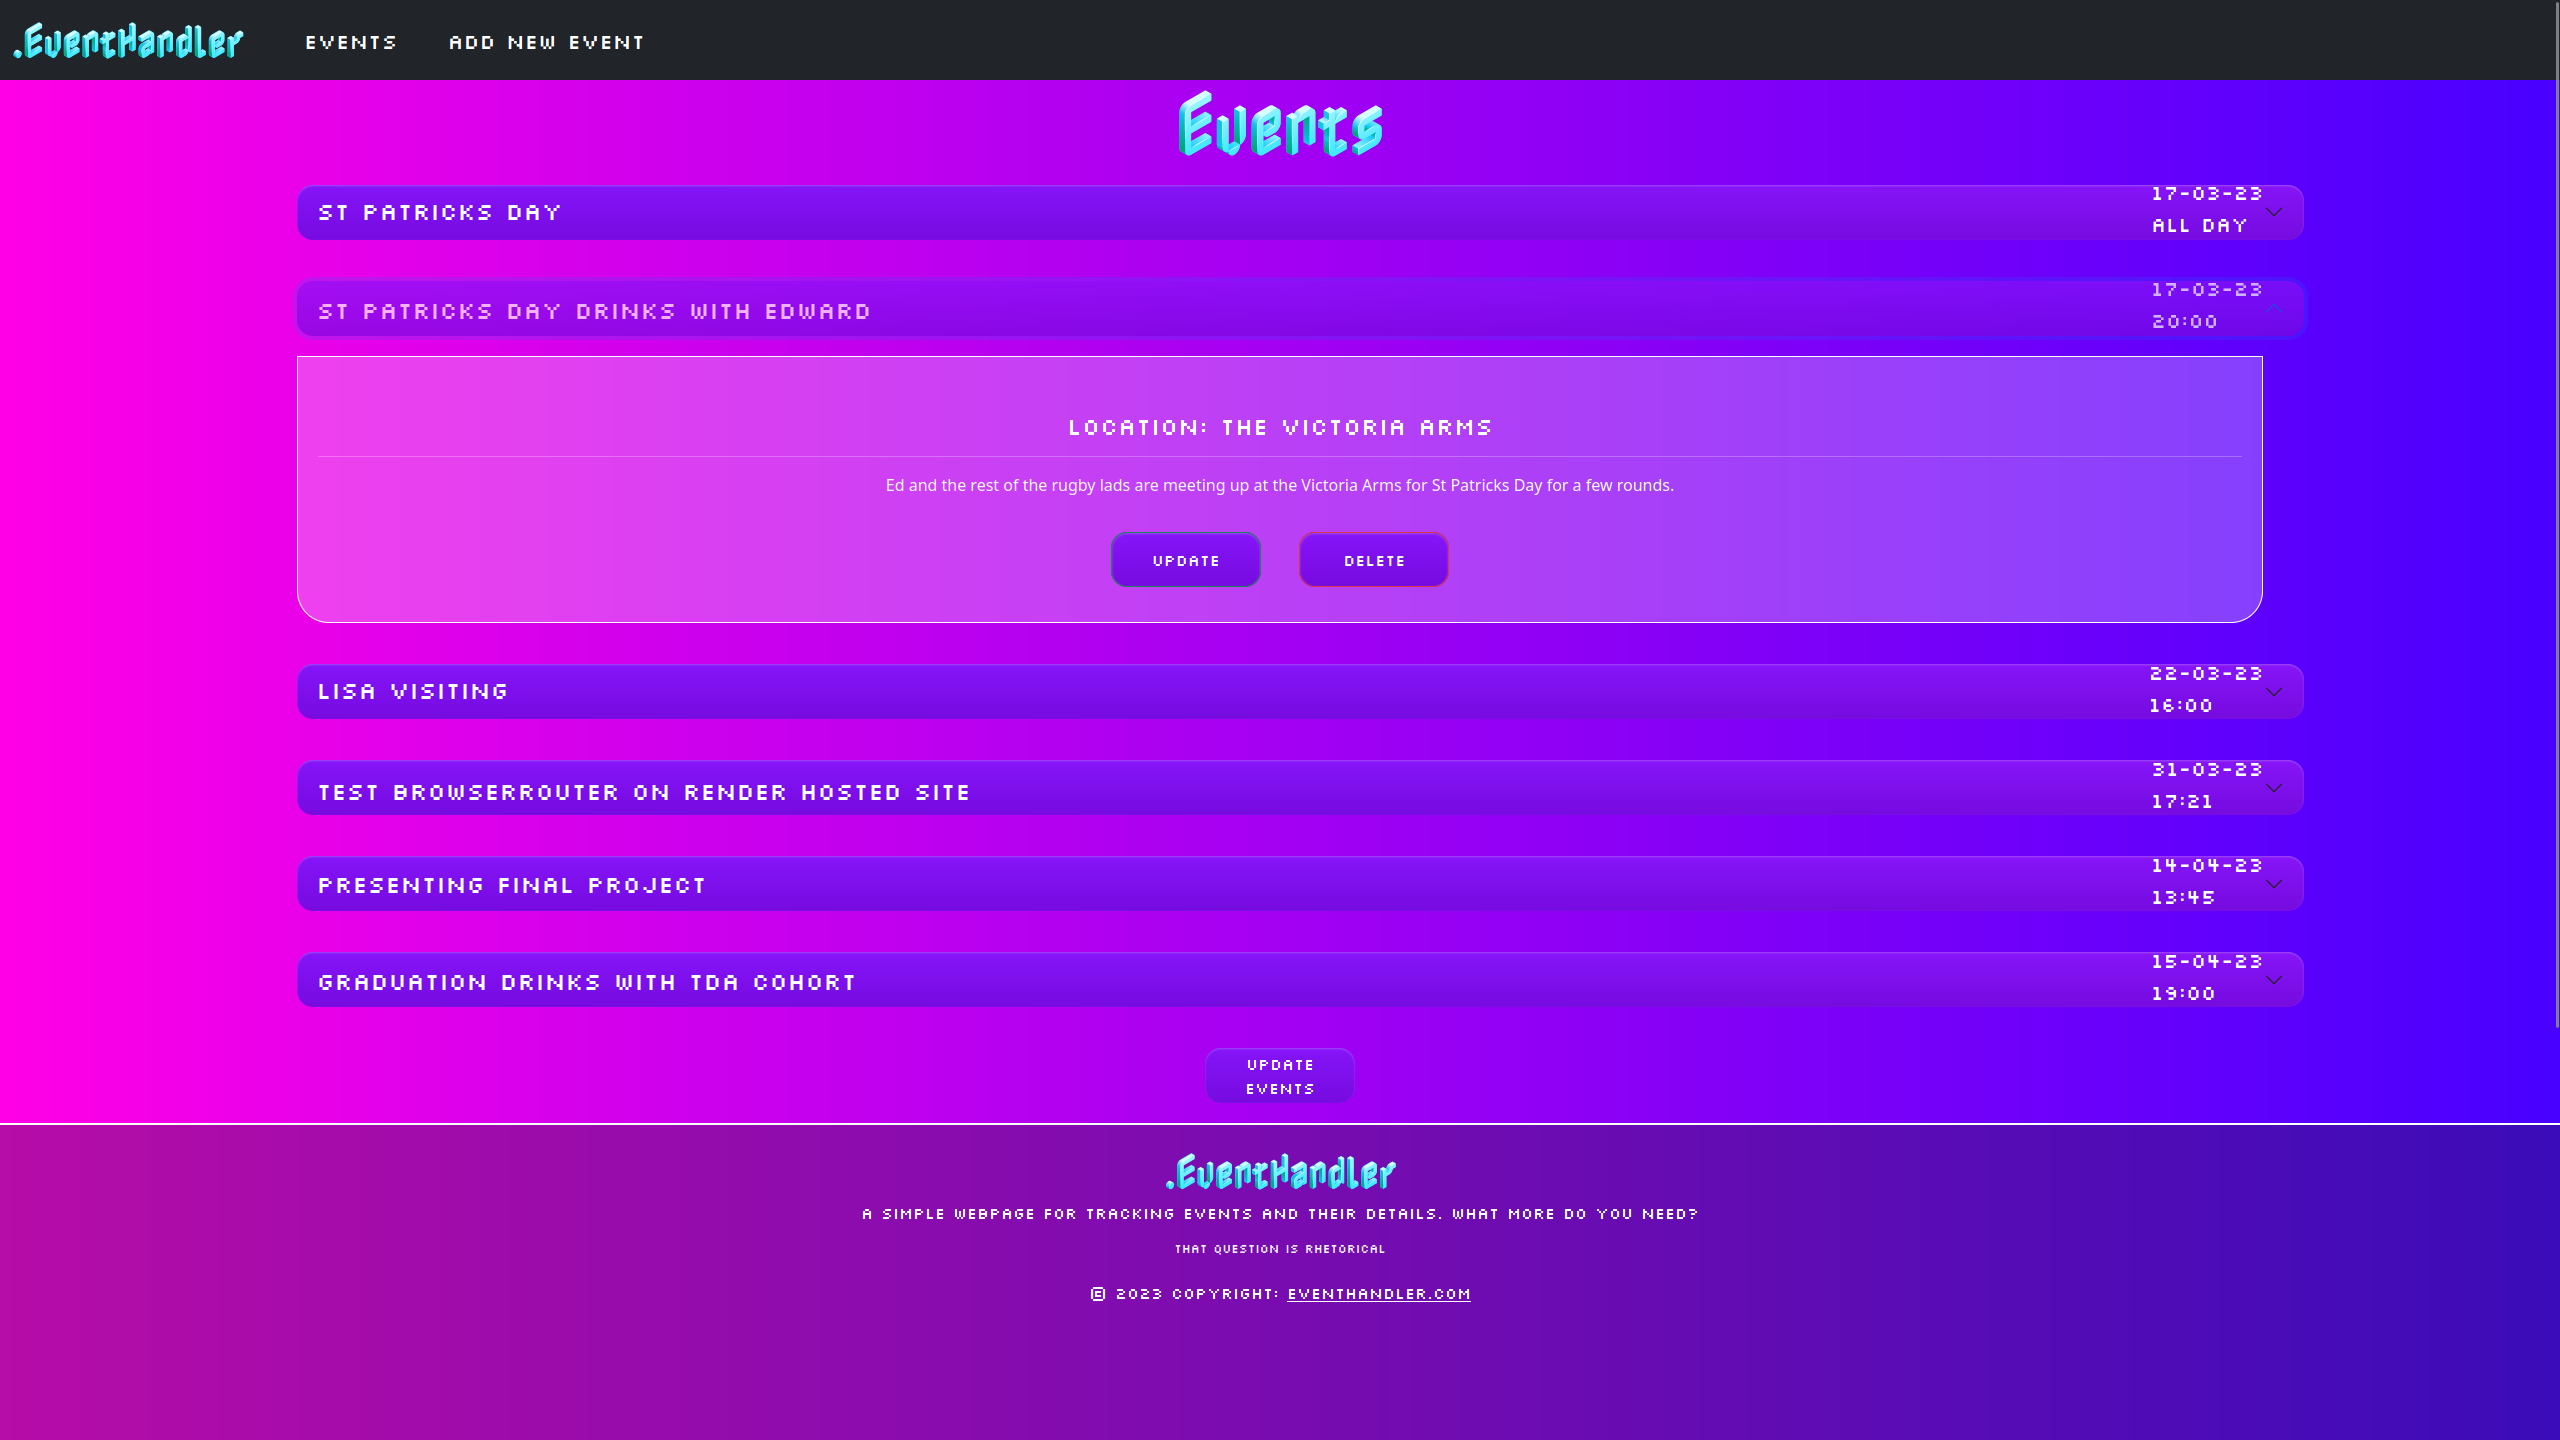 .EventHandler
EVENTS
ADD NEW EVENT
Events
ST PATRICKS DAY
17-03-23
ALL DAY
ST PATRICKS DAY DRINKS WITH EDWARD
17-03-23
20:00
LOCATION: THE VICTORIA ARMS
Ed and the rest of the rugby lads are meeting up at the Victoria Arms for St Patricks Day for a few rounds.
UPDATE
DELETE
LISA VISITING
22-03-23
16:00
TEST BROWSERROUTER ON RENDER HOSTED SITE
31-03-23
17:21
PRESENTING FINAL PROJECT
14-04-23
13:45
GRADUATION DRINKS WITH TDA COHORT
15-04-23
19:00
UPDATE
EVENTS
.EventHandler
A SIMPLE WEBPAGE FOR TRACKING EVENTS AND THEIR DETAILS. WHAT MORE DO YOU NEED?
THAT QUESTION IS RHETORICAL
© 2023 COPYRIGHT: EVENTHANDLER.COM